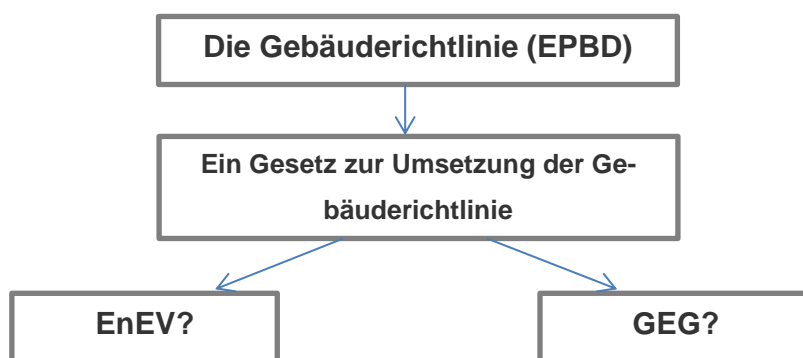 Die Gebäuderichtlinie (EPBD)
Ein Gesetz zur Umsetzung der Ge-
bäuderichtlinie
EnEV?
GEG?